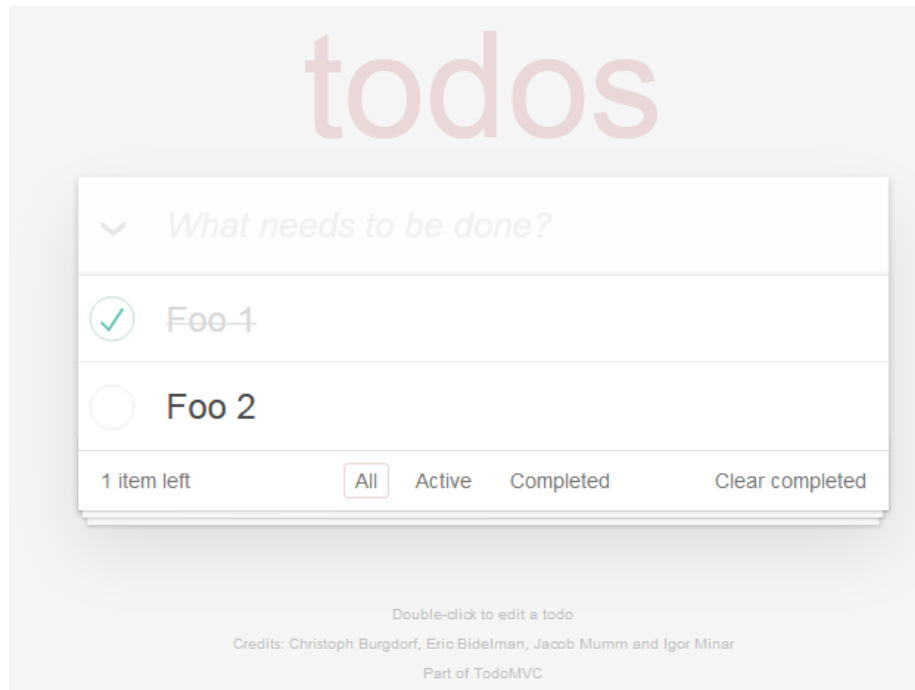 todos
What needs to be done?
Foo 1
Foo 2
1 item left All Active Completed Clear completed
Double-click to edit a todo
Credits: Christoph Burgdorf, Eric Bidelman, Jacob Mumm and Igor Minar
Part of TodoMVC